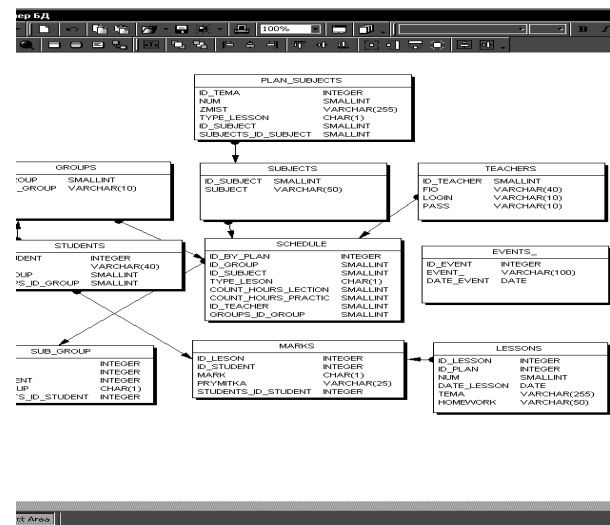 ер БД
100%
B
PLAN_SUBJECTS
ID_TEMA INTEGER
NUM SMALLINT
ZMIST VARCHAR(255)
TYPE_LESSON CHAR(1)
ID_SUBJECT SMALLINT
SUBJECTS_ID_SUBJECT SMALLINT
GROUPS
OUP SMALLINT
_GROUP VARCHAR(10)
SUBJECTS
ID_SUBJECT SMALLINT
SUBJECT VARCHAR(50)
TEACHERS
ID_TEACHER SMALLINT
FIO VARCHAR(40)
LOGIN VARCHAR(10)
PASS VARCHAR(10)
STUDENTS
DENT INTEGER
VARCHAR(40)
UP SMALLINT
PS_ID_GROUP SMALLINT
SCHEDULE
ID_BY_PLAN INTEGER
ID_GROUP SMALLINT
ID_SUBJECT SMALLINT
TYPE_LESON CHAR(1)
COUNT_HOURS_LECTION SMALLINT
COUNT_HOURS_PRACTIC SMALLINT
ID_TEACHER SMALLINT
GROUPS_ID_GROUP SMALLINT
EVENTS_
ID_EVENT INTEGER
EVENT_ VARCHAR(100)
DATE_EVENT DATE
SUB_GROUP
INTEGER
INTEGER
ENT INTEGER
UP CHAR(1)
TS_ID_STUDENT INTEGER
MARKS
ID_LESON INTEGER
ID_STUDENT INTEGER
MARK CHAR(1)
PRYMITKA VARCHAR(25)
STUDENTS_ID_STUDENT INTEGER
LESSONS
ID_LESSON INTEGER
ID_PLAN INTEGER
NUM SMALLINT
DATE_LESSON DATE
TEMA VARCHAR(255)
HOMEWORK VARCHAR(50)
ct Area